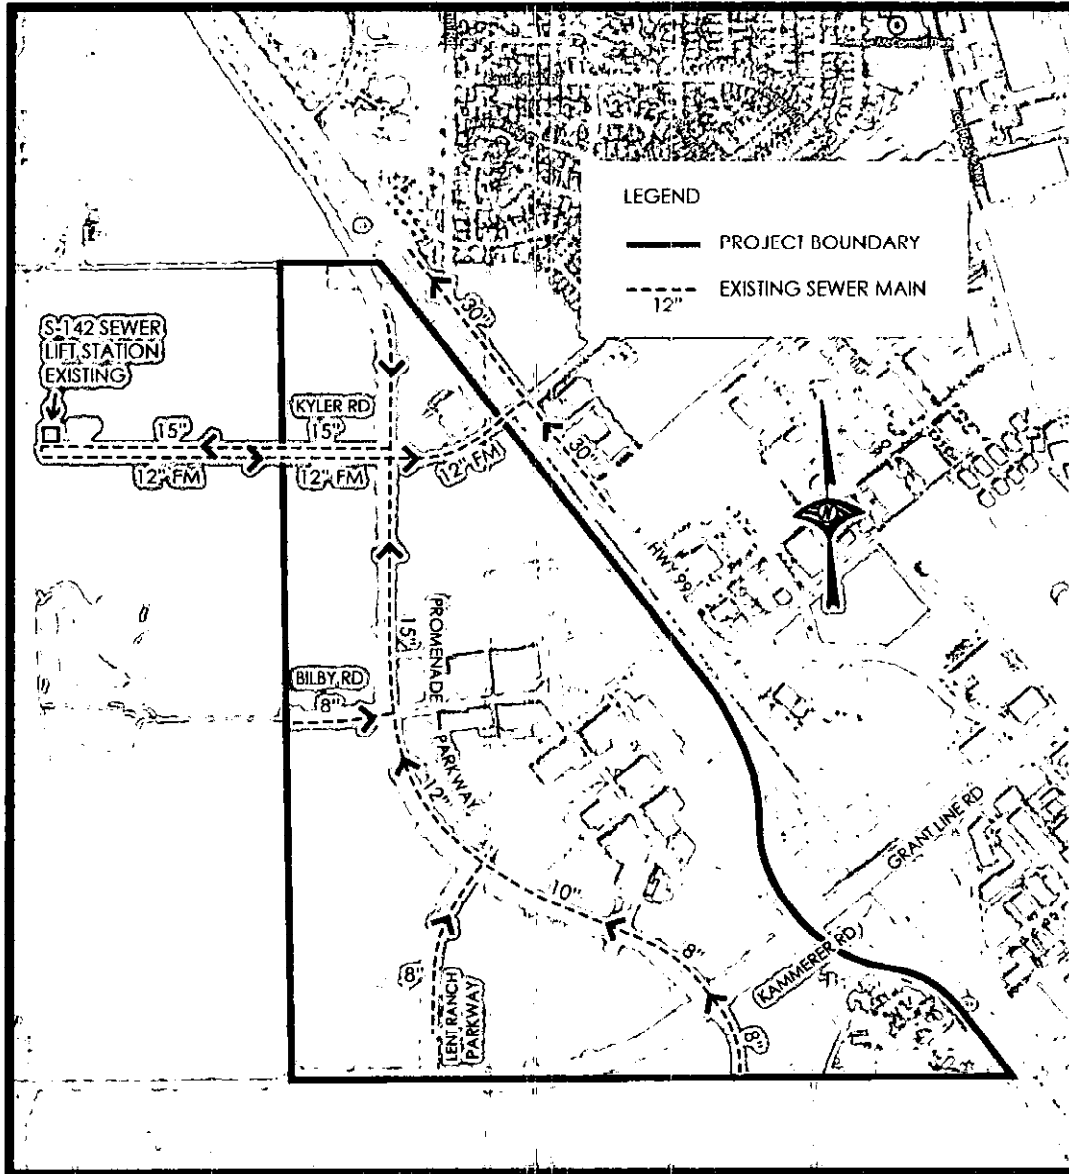 LEGEND
PROJECT BOUNDARY
12" EXISTING SEWER MAIN
30"
S-142 SEWER
LIFT STATION
EXISTING
KYLER RD
15"
15"
12" FM
12" FM
12" FM
30"
HWY 99
PROMENADE
PARKWAY
15"
BILBY RD
8"
12"
GRANT LINE RD
10"
8"
KAMMERER RD
8"
LENT RANCH
PARKWAY
8"
N